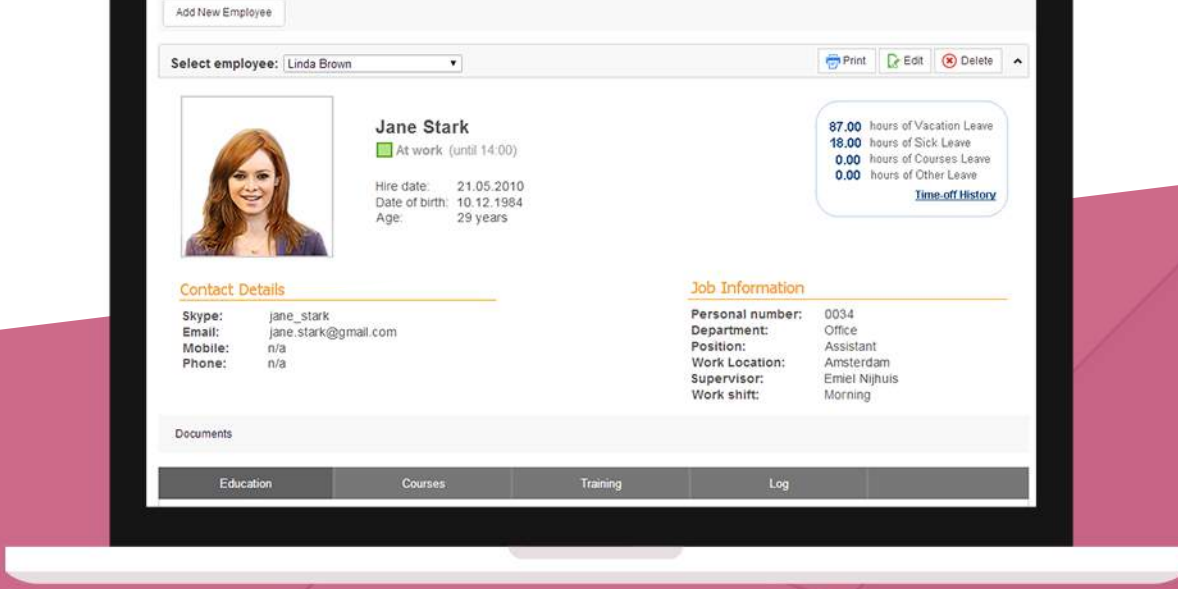 Add New Employee
Select employee: Linda Brown Print Edit Delete
Jane Stark
At work (until 14:00)
Hire date: 21.05.2010
Date of birth: 10.12.1984
Age: 29 years
87.00 hours of Vacation Leave
18.00 hours of Sick Leave
0.00 hours of Courses Leave
0.00 hours of Other Leave
Time-off History
Contact Details
Skype: jane_stark
Email: jane.stark@gmail.com
Mobile: n/a
Phone: n/a
Job Information
Personal number: 0034
Department: Office
Position: Assistant
Work Location: Amsterdam
Supervisor: Emiel Nijhuis
Work shift: Morning
Documents
Education Courses Training Log